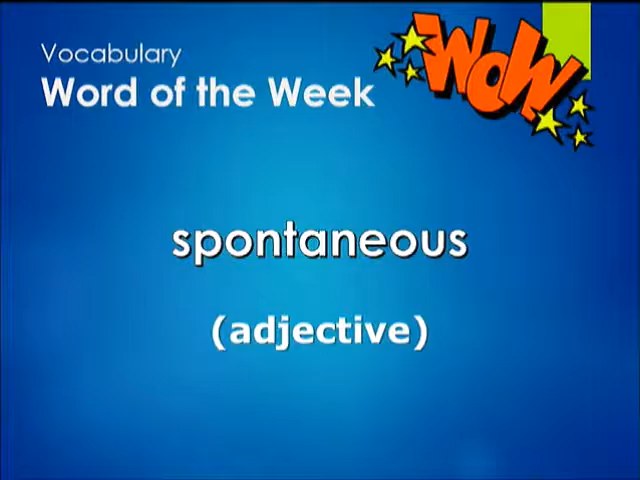 Vocabulary
Word of the Week
WOW
spontaneous
(adjective)